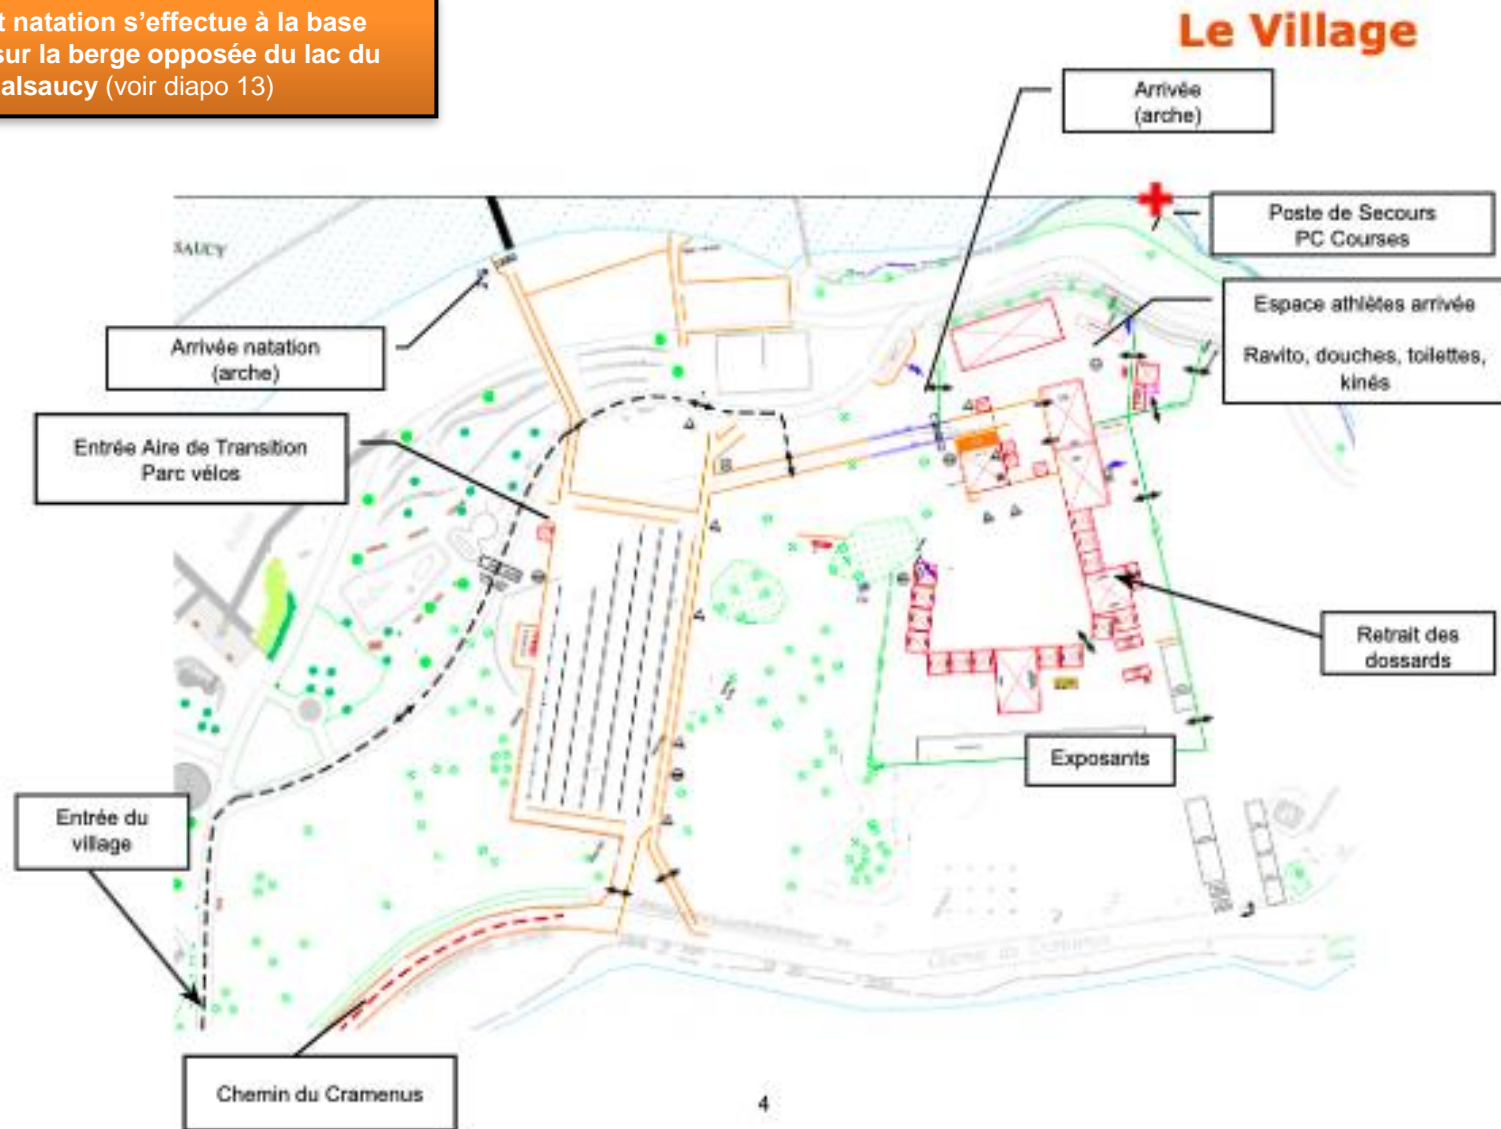 t natation s'effectue à la base
sur la berge opposée du lac du
alsaucy (voir diapo 13)
Le Village
Arrivée
(arche)
Poste de Secours
PC Courses
SAUCY
Espace athlètes arrivée
Ravito, douches, toilettes,
kinés
Arrivée natation
(arche)
Entrée Aire de Transition
Parc vélos
Retrait des
dossards
Exposants
Entrée du
village
Chemin du Cramenus
4